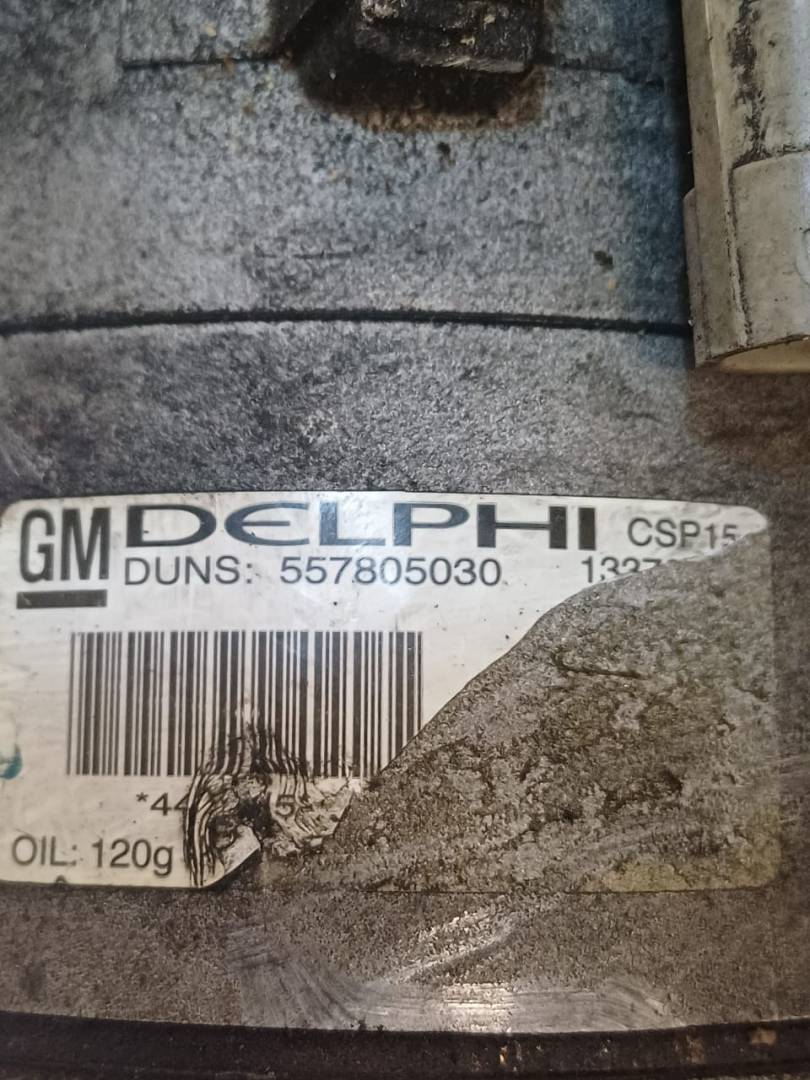 GM DELPHI CSP15
DUNS: 557805030
OIL: 120g